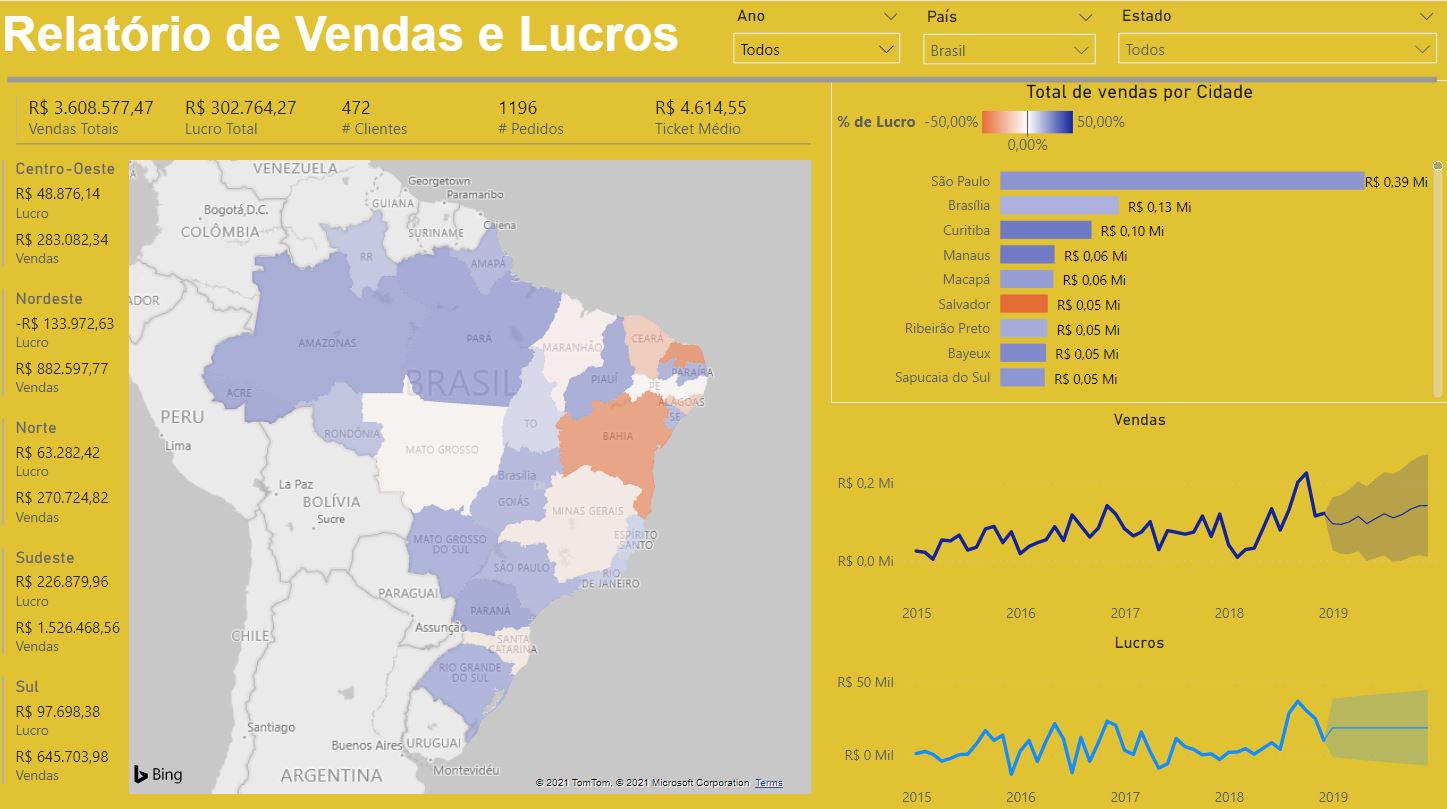 Relatório de Vendas e Lucros
Ano
Todos
País
Brasil
Estado
Todos
R$ 3.608.577,47
Vendas Totais
R$ 302.764,27
Lucro Total
472
# Clientes
1196
# Pedidos
R$ 4.614,55
Ticket Médio
Centro-Oeste
R$ 48.876,14
Lucro
R$ 283.082,34
Vendas
Nordeste
-R$ 133.972,63
Lucro
R$ 882.597,77
Vendas
Norte
R$ 63.282,42
Lucro
R$ 270.724,82
Vendas
Sudeste
R$ 226.879,96
Lucro
R$ 1.526.468,56
Vendas
Sul
R$ 97.698,38
Lucro
R$ 645.703,98
Vendas
VENEZUELA
Georgetown
Paramaribo
GUIANA
Bogotá,D.C.
Caiena
COLÔMBIA
SURINAME
RR
AMAPÁ
ADOR
AMAZONAS
PARÁ
MARANHÃO
CEARÁ
BRASIL
PIAUÍ
PARAÍBA
ACRE
PE
ALAGOAS
PERU
SE
TO
Lima
RONDÔNIA
MATO GROSSO
BAHIA
La Paz
Brasília
BOLÍVIA
GOIÁS
Sucre
MINAS GERAIS
MATO GROSSO
DO SUL
ESPÍRITO
SANTO
SÃO PAULO
RIO
DE JANEIRO
PARAGUAI
PARANÁ
Assunção
CHILE
SANTA
CATARINA
RIO GRANDE
DO SUL
Santiago
Buenos Aires
URUGUAI
Montevidéu
ARGENTINA
Bing
© 2021 TomTom, © 2021 Microsoft Corporation Terms
Total de vendas por Cidade
% de Lucro -50,00% 50,00%
0,00%
São Paulo R$ 0,39 Mi
Brasília R$ 0,13 Mi
Curitiba R$ 0,10 Mi
Manaus R$ 0,06 Mi
Macapá R$ 0,06 Mi
Salvador R$ 0,05 Mi
Ribeirão Preto R$ 0,05 Mi
Bayeux R$ 0,05 Mi
Sapucaia do Sul R$ 0,05 Mi
Vendas
R$ 0,2 Mi
R$ 0,0 Mi
2015 2016 2017 2018 2019
Lucros
R$ 50 Mil
R$ 0 Mil
2015 2016 2017 2018 2019